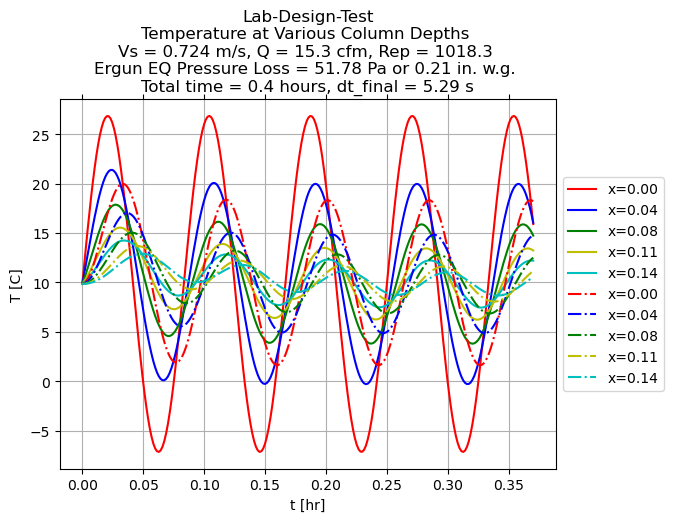 Lab-Design-Test
Temperature at Various Column Depths
Vs = 0.724 m/s, Q = 15.3 cfm, Rep = 1018.3
Ergun EQ Pressure Loss = 51.78 Pa or 0.21 in. w.g.
Total time = 0.4 hours, dt_final = 5.29 s
25
20
15
10
5
0
−5
T [C]
0.00 0.05 0.10 0.15 0.20 0.25 0.30 0.35
t [hr]
x=0.00
x=0.04
x=0.08
x=0.11
x=0.14
x=0.00
x=0.04
x=0.08
x=0.11
x=0.14